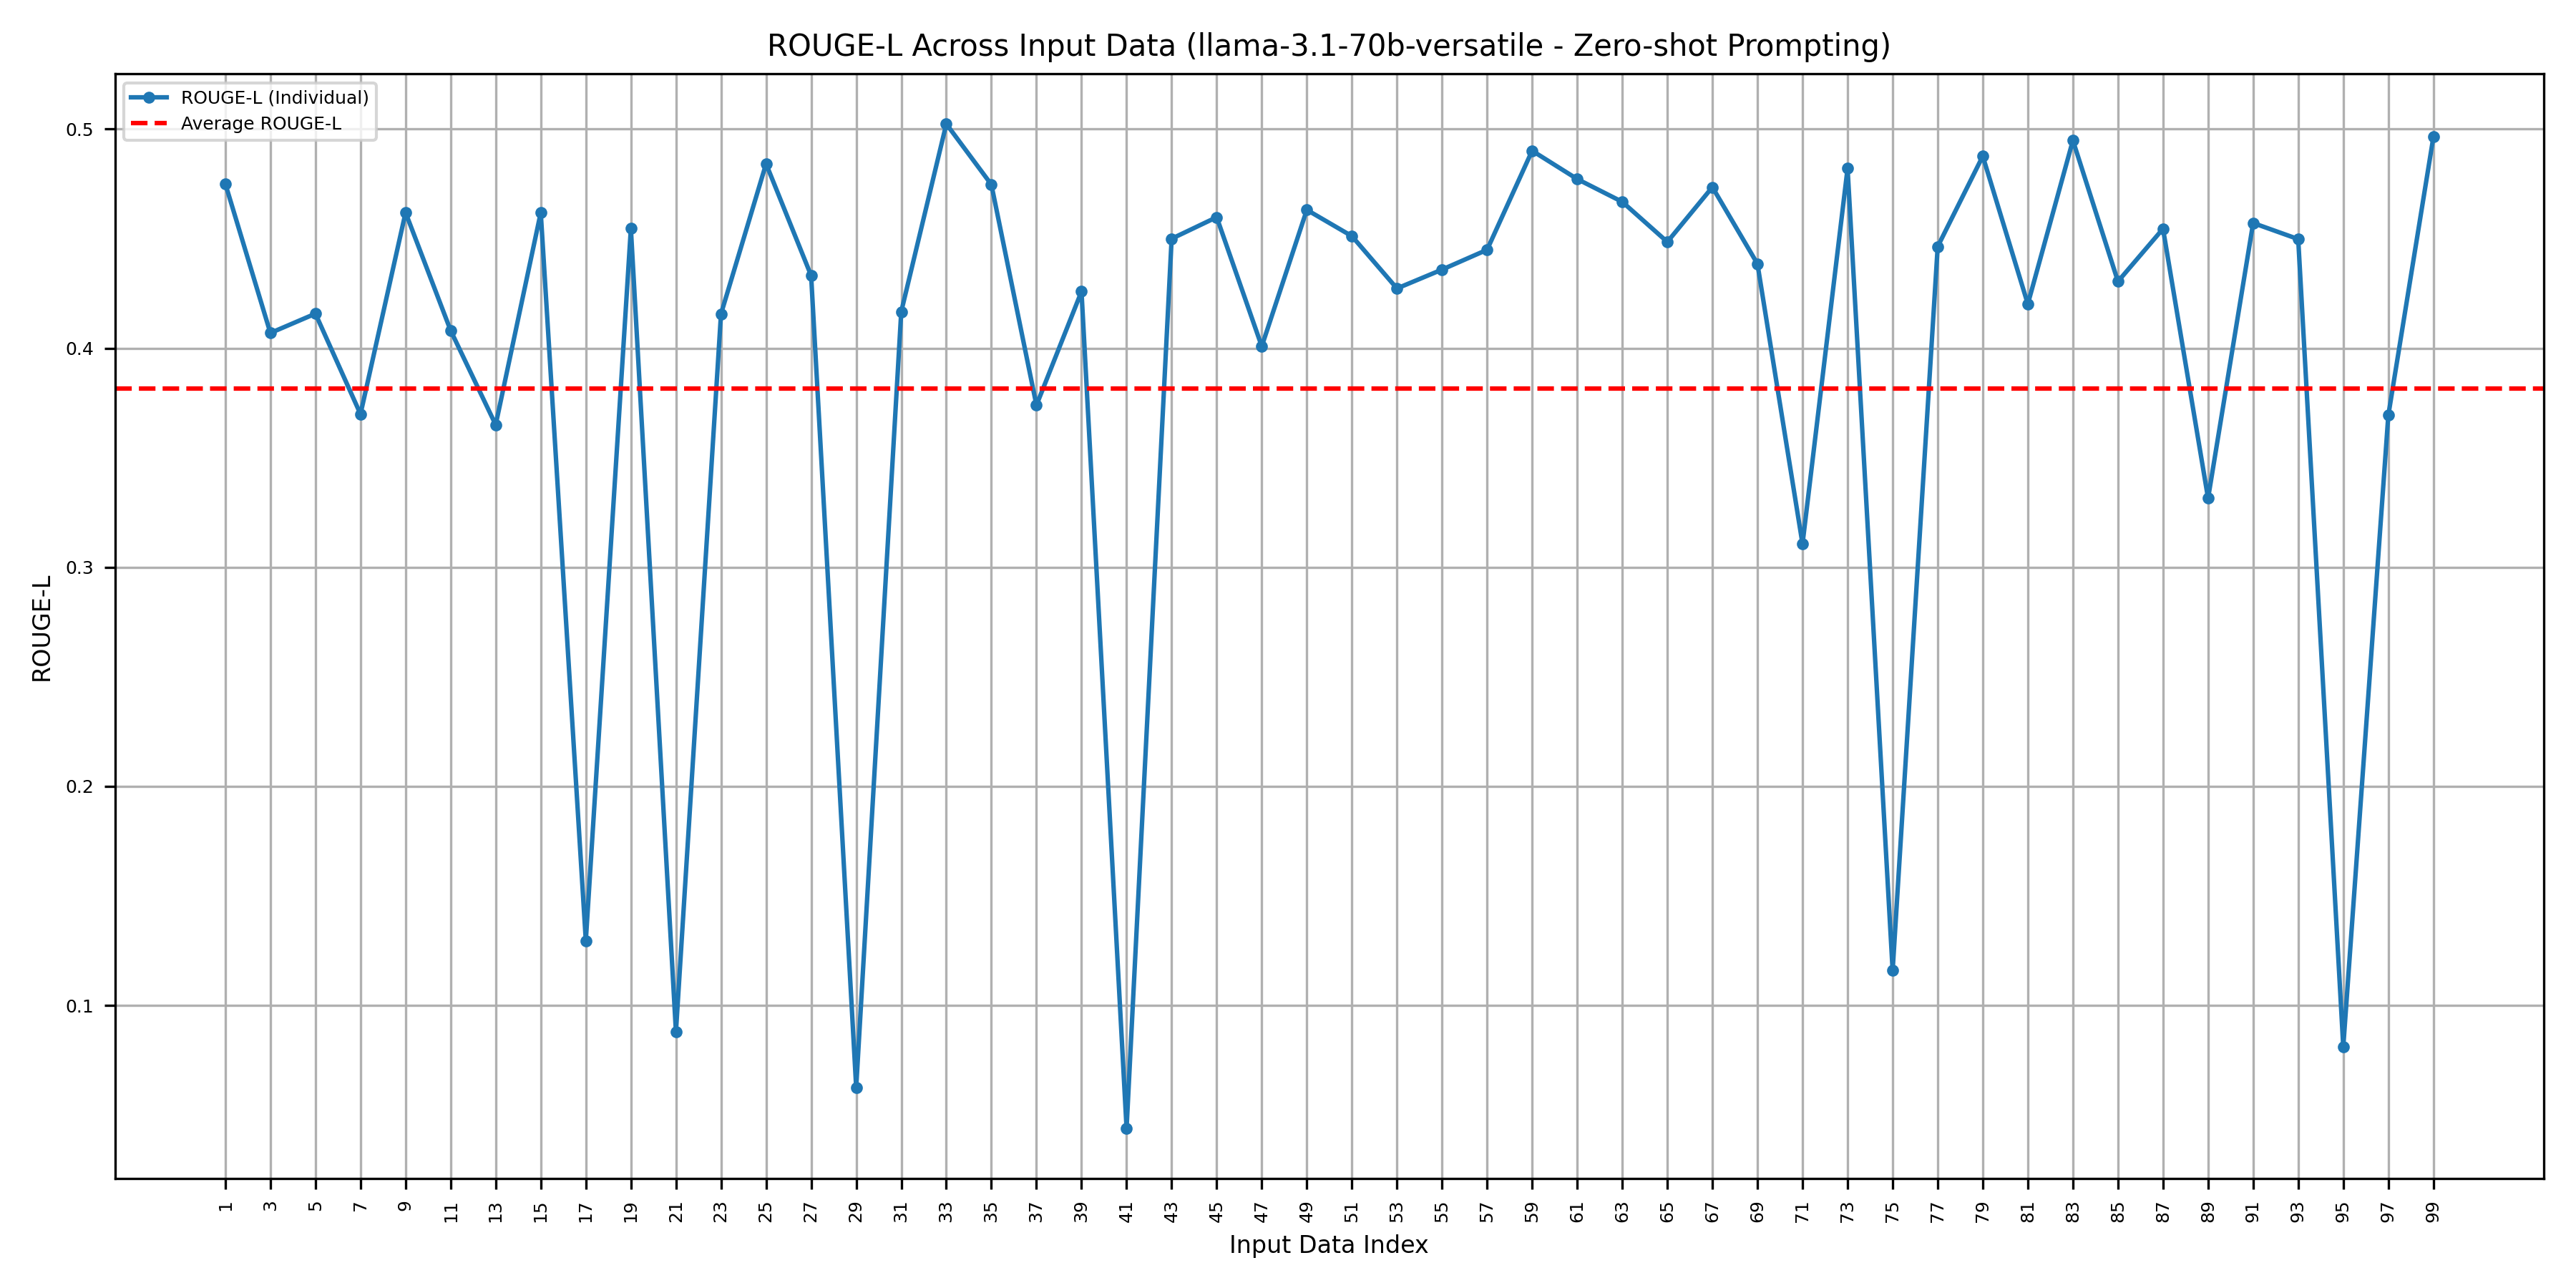 ROUGE-L Across Input Data (llama-3.1-70b-versatile - Zero-shot Prompting)
ROUGE-L (Individual)
Average ROUGE-L
ROUGE-L
0.5
0.4
0.3
0.2
0.1
1 3 5 7 9 11 13 15 17 19 21 23 25 27 29 31 33 35 37 39 41 43 45 47 49 51 53 55 57 59 61 63 65 67 69 71 73 75 77 79 81 83 85 87 89 91 93 95 97 99
Input Data Index